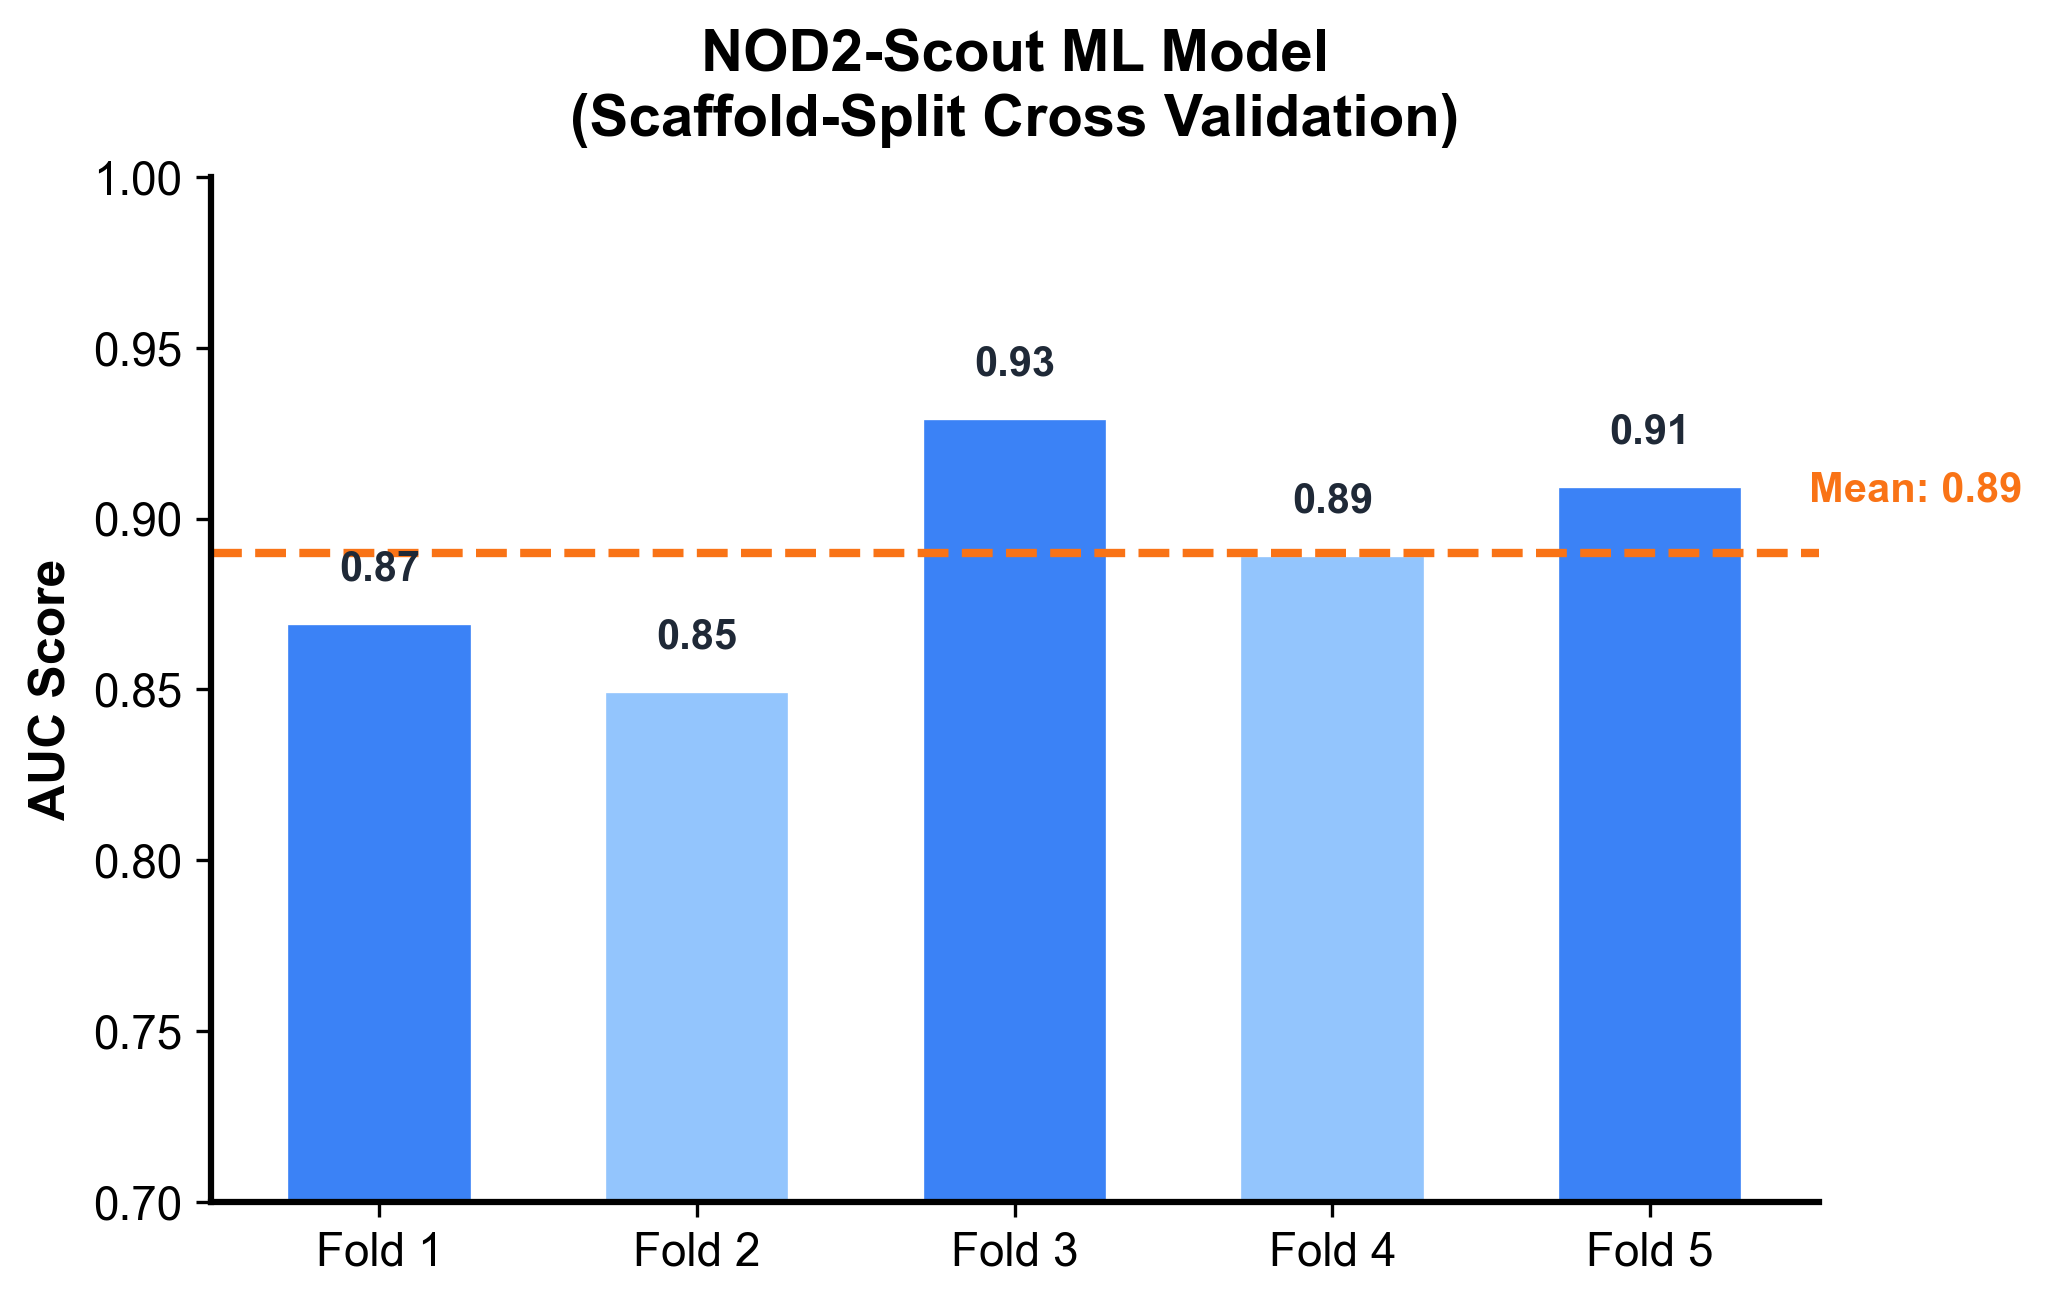 NOD2-Scout ML Model
(Scaffold-Split Cross Validation)
AUC Score
1.00
0.95
0.90
0.85
0.80
0.75
0.70
0.87
0.85
0.93
0.89
0.91
Mean: 0.89
Fold 1
Fold 2
Fold 3
Fold 4
Fold 5